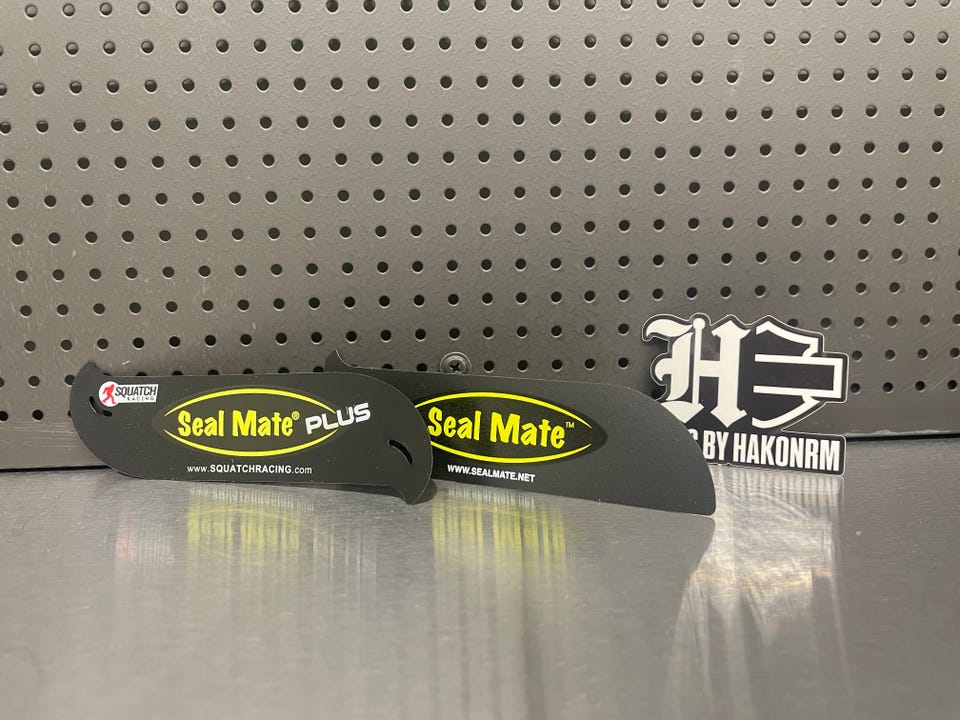 SQUATCH
RACING
Seal Mate® PLUS
www.SQUATCHRACING.com
Seal Mate™
WWW.SEALMATE.NET
H
BY HAKONRM